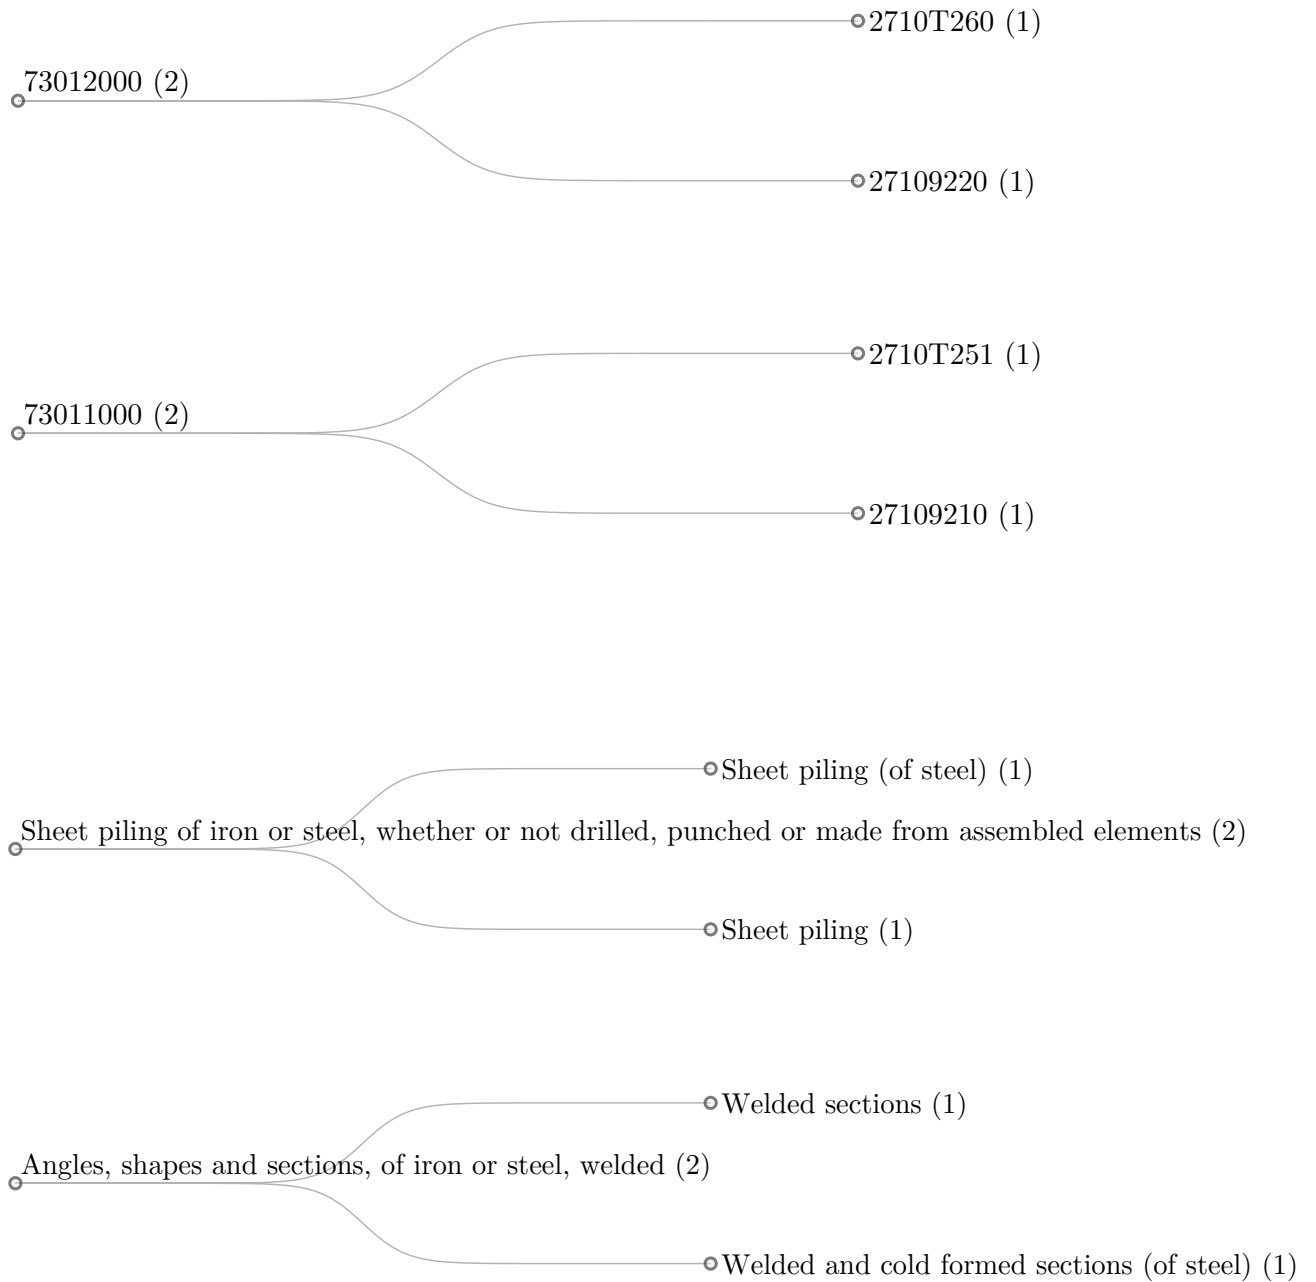 2710T260 (1)
73012000 (2)
27109220 (1)
2710T251 (1)
73011000 (2)
27109210 (1)
Sheet piling (of steel) (1)
Sheet piling of iron or steel, whether or not drilled, punched or made from assembled elements (2)
Sheet piling (1)
Welded sections (1)
Angles, shapes and sections, of iron or steel, welded (2)
Welded and cold formed sections (of steel) (1)